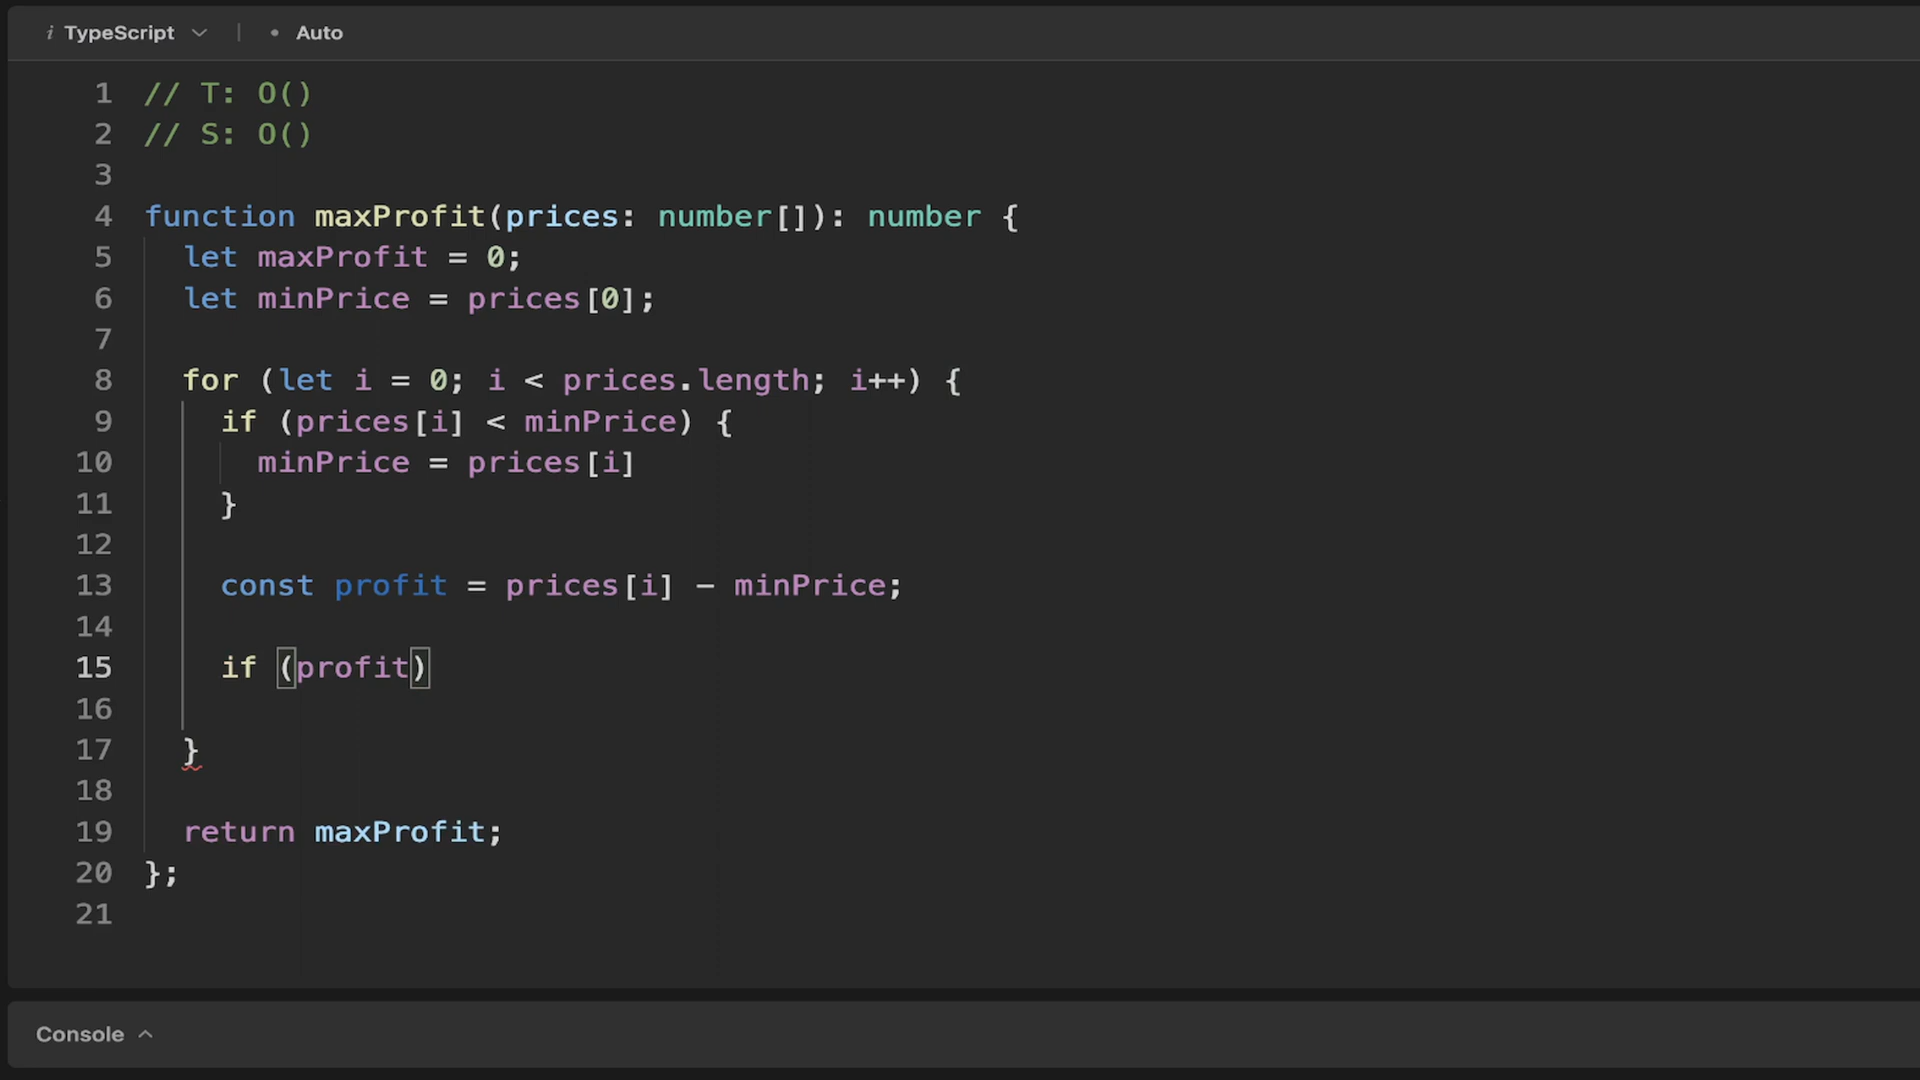 i TypeScript | • Auto
1 // T: O()
2 // S: O()
3
4 function maxProfit(prices: number[]): number {
5   let maxProfit = 0;
6   let minPrice = prices[0];
7
8   for (let i = 0; i < prices.length; i++) {
9     if (prices[i] < minPrice) {
10       minPrice = prices[i]
11     }
12
13     const profit = prices[i] - minPrice;
14
15     if (profit)
16
17   }
18
19   return maxProfit;
20 };
21
Console